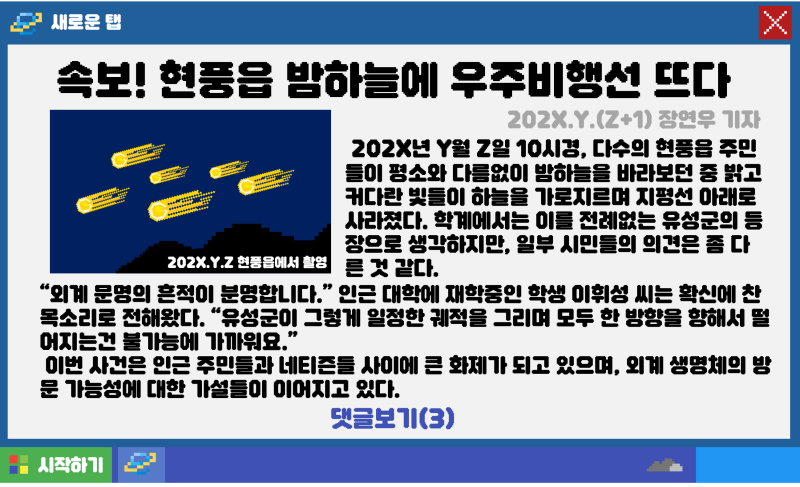 새로운 탭
속보! 현풍읍 밤하늘에 우주비행선 뜨다
202X.Y.(Z+1) 장연우 기자
202X년 Y월 Z일 10시경, 다수의 현풍읍 주민
들이 평소와 다름없이 밤하늘을 바라보던 중 밝고
커다란 빛들이 하늘을 가로지르며 지평선 아래로
사라졌다. 학계에서는 이를 전례없는 유성군의 등
장으로 생각하지만, 일부 시민들의 의견은 좀 다
른 것 같다.
202X.Y.Z 현풍읍에서 촬영
“외계 문명의 흔적이 분명합니다.” 인근 대학에 재학중인 학생 이휘성 씨는 확신에 찬
목소리로 전해왔다. “유성군이 그렇게 일정한 궤적을 그리며 모두 한 방향을 향해서 떨
어지는건 불가능에 가까워요.”
이번 사건은 인근 주민들과 네티즌들 사이에 큰 화제가 되고 있으며, 외계 생명체의 방
문 가능성에 대한 가설들이 이어지고 있다.
댓글보기(3)
시작하기